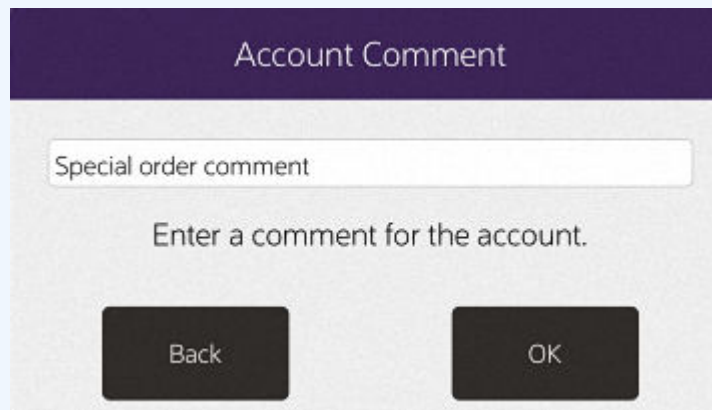 Account Comment
Special order comment
Enter a comment for the account.
Back
OK